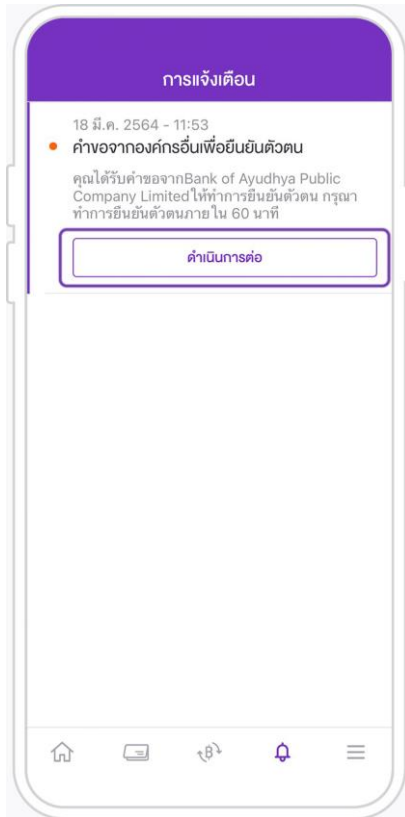 การแจ้งเตือน
18 มี.ค. 2564 - 11:53
คำขอจากองค์กรอื่นเพื่อยืนยันตัวตน
คุณได้รับคำขอจากBank of Ayudhya Public
Company Limitedให้ทำการยืนยันตัวตน กรุณา
ทำการยืนยันตัวตนภายใน 60 นาที
ดำเนินการต่อ